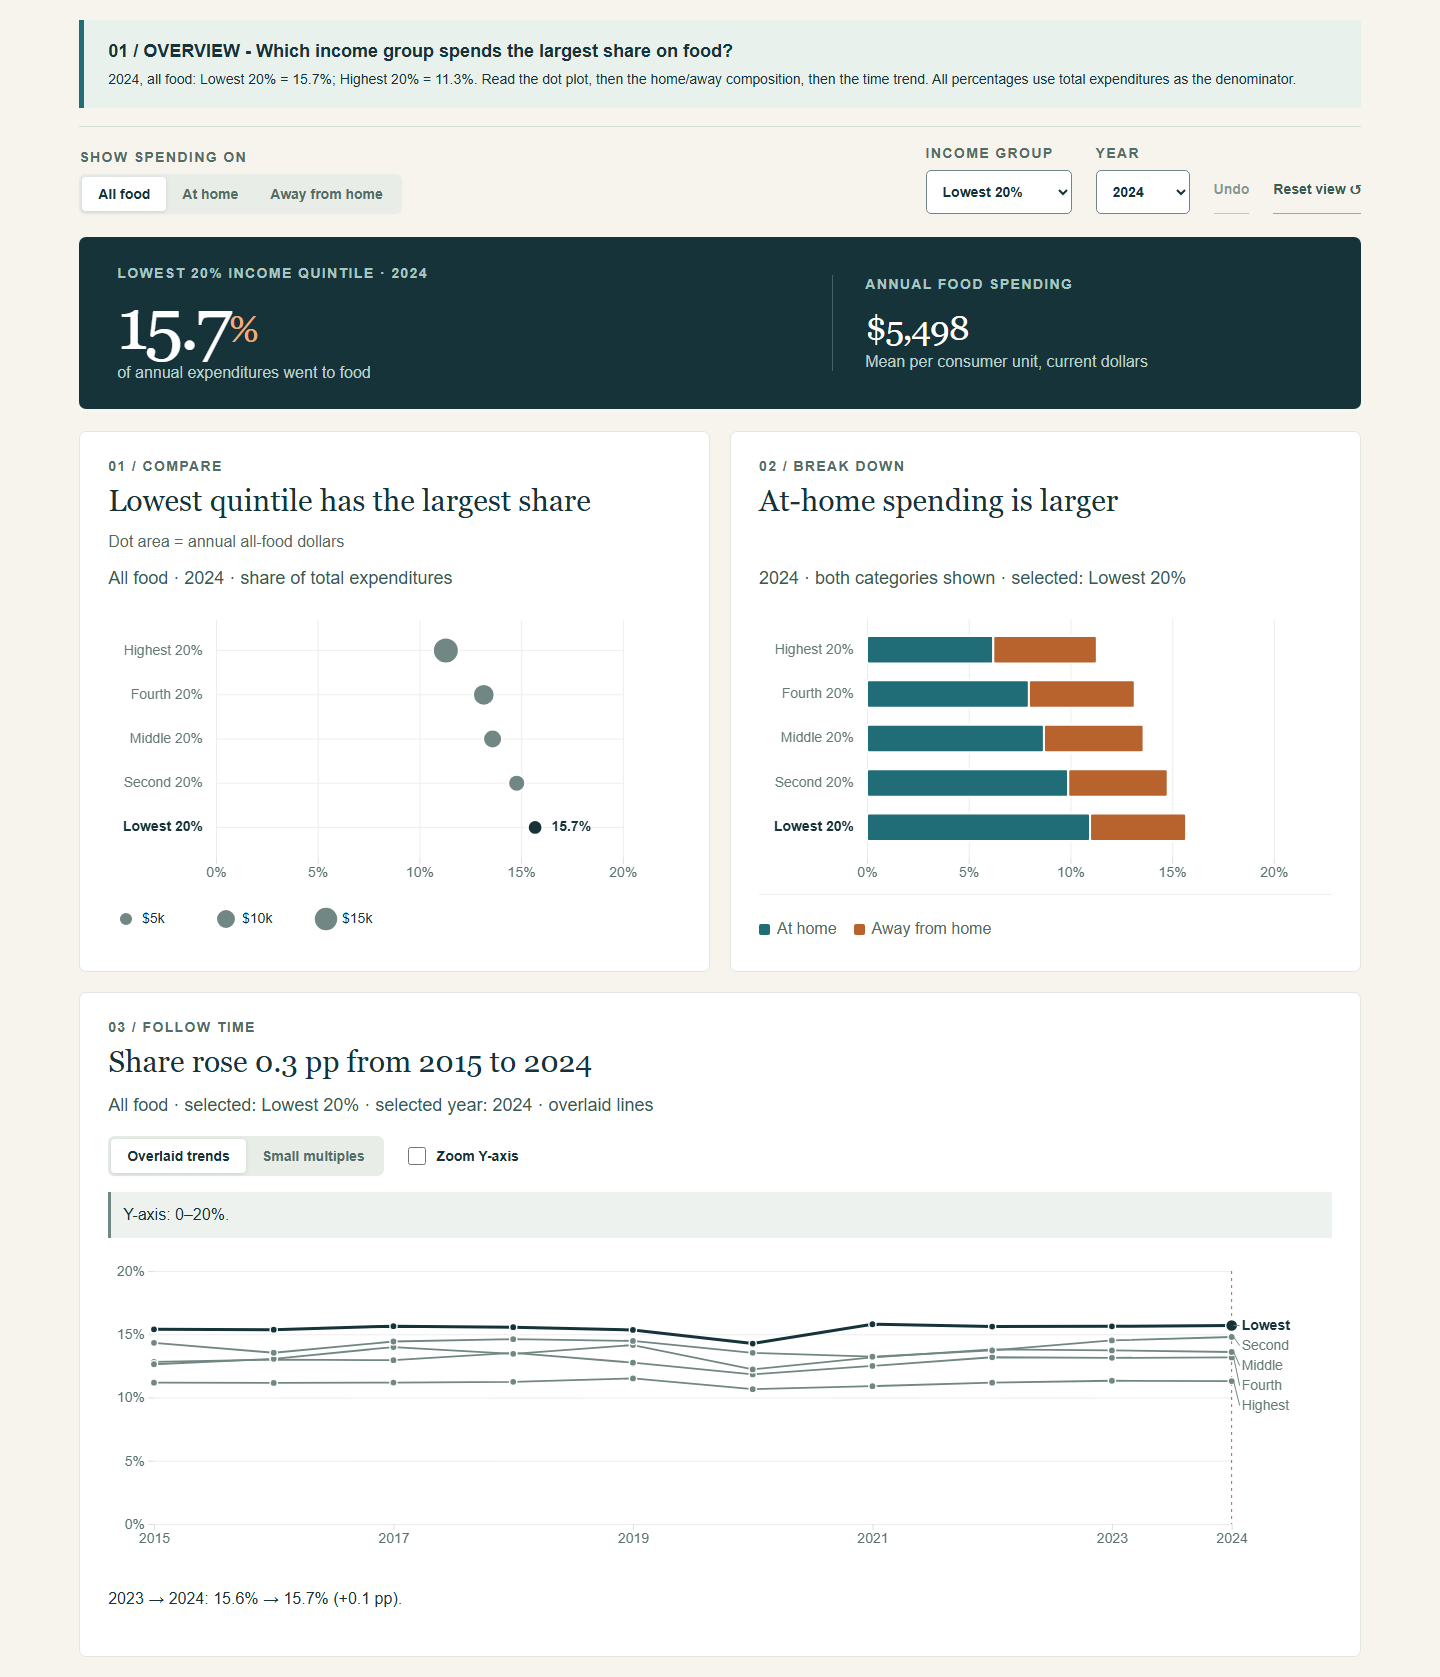 01 / OVERVIEW - Which income group spends the largest share on food?
2024, all food: Lowest 20% = 15.7%; Highest 20% = 11.3%. Read the dot plot, then the home/away composition, then the time trend. All percentages use total expenditures as the denominator.
SHOW SPENDING ON
All food At home Away from home
INCOME GROUP YEAR
Lowest 20% 2024 Undo Reset view ↺
LOWEST 20% INCOME QUINTILE · 2024
15.7%
of annual expenditures went to food
ANNUAL FOOD SPENDING
$5,498
Mean per consumer unit, current dollars
01 / COMPARE
Lowest quintile has the largest share
Dot area = annual all-food dollars
All food · 2024 · share of total expenditures
Highest 20%
Fourth 20%
Middle 20%
Second 20%
Lowest 20% 15.7%
0% 5% 10% 15% 20%
$5k $10k $15k
02 / BREAK DOWN
At-home spending is larger
2024 · both categories shown · selected: Lowest 20%
Highest 20%
Fourth 20%
Middle 20%
Second 20%
Lowest 20%
0% 5% 10% 15% 20%
At home Away from home
03 / FOLLOW TIME
Share rose 0.3 pp from 2015 to 2024
All food · selected: Lowest 20% · selected year: 2024 · overlaid lines
Overlaid trends Small multiples Zoom Y-axis
Y-axis: 0–20%.
20%
15%
10%
5%
0%
Lowest
Second
Middle
Fourth
Highest
2015 2017 2019 2021 2023 2024
2023 → 2024: 15.6% → 15.7% (+0.1 pp).